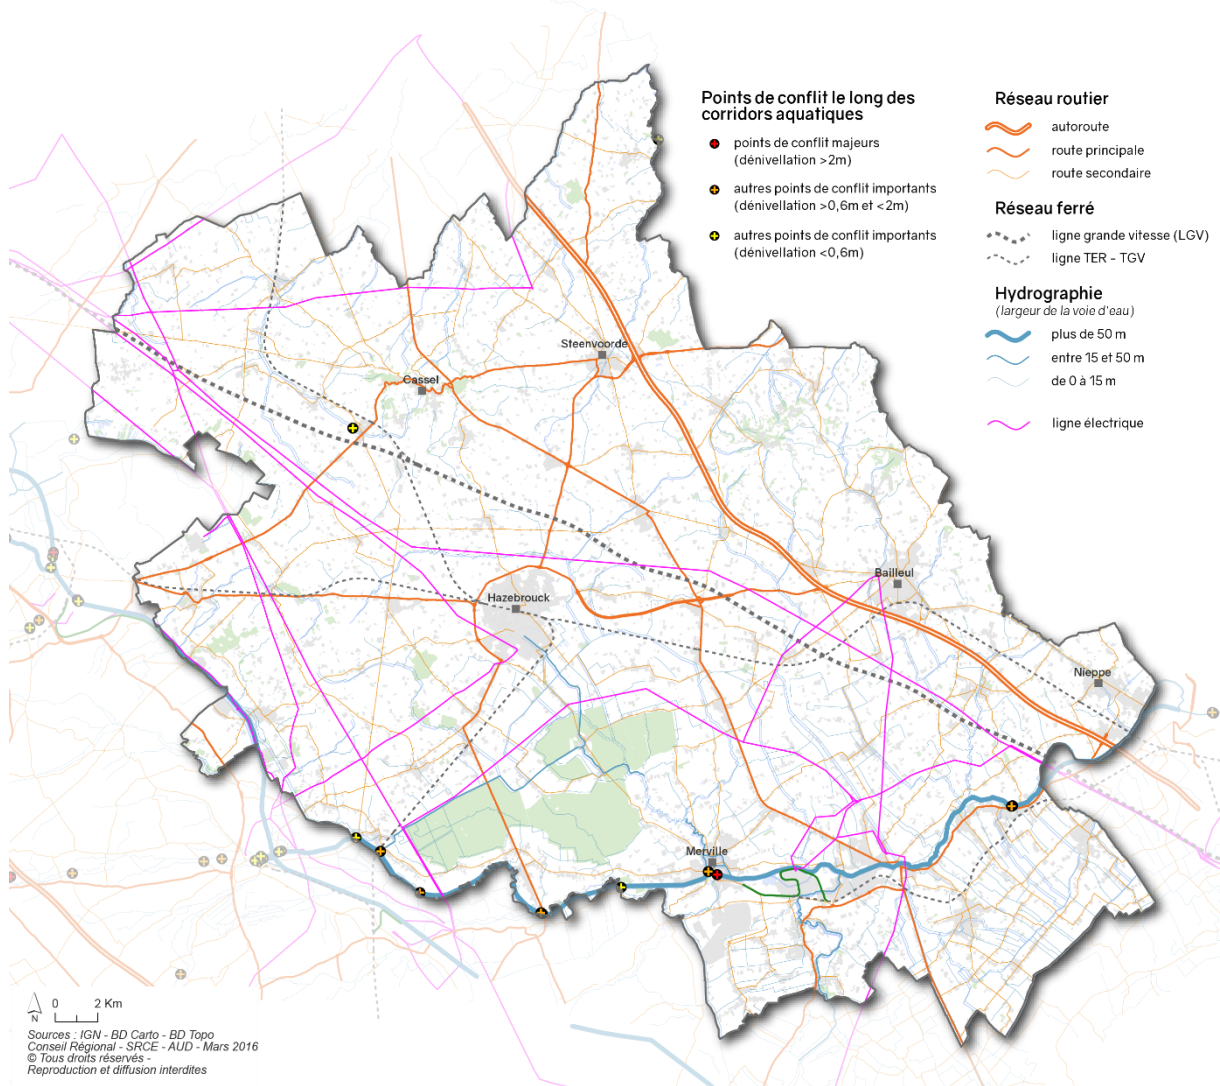 Points de conflit le long des
corridors aquatiques
points de conflit majeurs
(dénivellation >2m)
autres points de conflit importants
(dénivellation >0,6m et <2m)
autres points de conflit importants
(dénivellation <0,6m)
Réseau routier
autoroute
route principale
route secondaire
Réseau ferré
ligne grande vitesse (LGV)
ligne TER - TGV
Hydrographie
(largeur de la voie d'eau)
plus de 50 m
entre 15 et 50 m
de 0 à 15 m
ligne électrique
Steenvoorde
Cassel
Bailleul
Hazebrouck
Nieppe
Merville
0 2 Km
N
Sources : IGN - BD Carto - BD Topo
Conseil Régional - SRCE - AUD - Mars 2016
© Tous droits réservés -
Reproduction et diffusion interdites